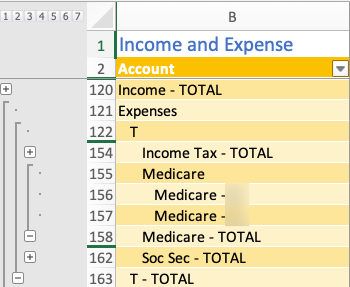 1 2 3 4 5 6 7 B
1 Income and Expense
2 Account
120 Income - TOTAL
121 Expenses
122 T
154 Income Tax - TOTAL
155 Medicare
156 Medicare -
157 Medicare -
158 Medicare - TOTAL
162 Soc Sec - TOTAL
163 T - TOTAL